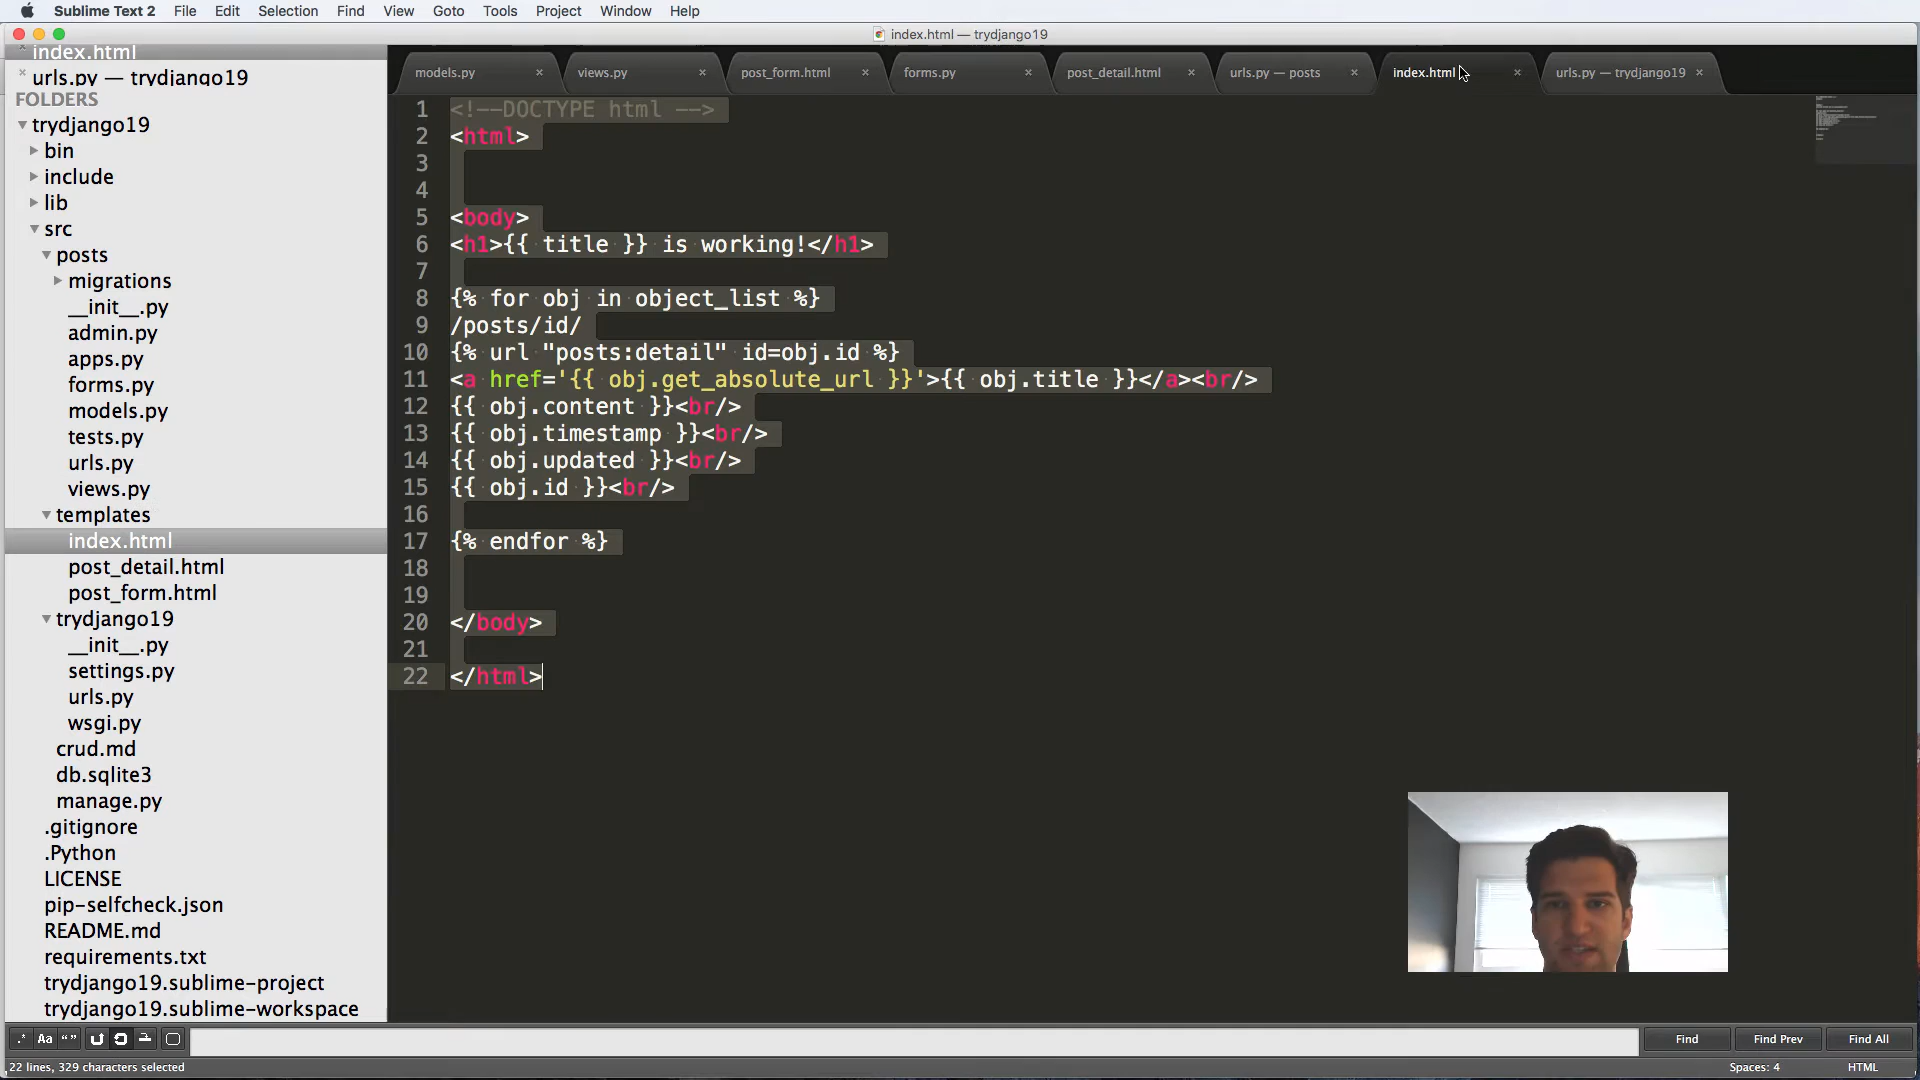 Sublime Text 2 File Edit Selection Find View Goto Tools Project Window Help
index.html — trydjango19
index.html
urls.py — trydjango19
FOLDERS
trydjango19
bin
include
lib
src
posts
migrations
__init__.py
admin.py
apps.py
forms.py
models.py
tests.py
urls.py
views.py
templates
index.html
post_detail.html
post_form.html
trydjango19
__init__.py
settings.py
urls.py
wsgi.py
crud.md
db.sqlite3
manage.py
.gitignore
.Python
LICENSE
pip-selfcheck.json
README.md
requirements.txt
trydjango19.sublime-project
trydjango19.sublime-workspace
models.py views.py post_form.html forms.py post_detail.html urls.py — posts index.html urls.py — trydjango19
1 <!--DOCTYPE html -->
2 <html>
3
4
5 <body>
6 <h1>{{ title }} is working!</h1>
7
8 {% for obj in object_list %}
9 /posts/id/
10 {% url "posts:detail" id=obj.id %}
11 <a href='{{ obj.get_absolute_url }}'>{{ obj.title }}</a><br/>
12 {{ obj.content }}<br/>
13 {{ obj.timestamp }}<br/>
14 {{ obj.updated }}<br/>
15 {{ obj.id }}<br/>
16
17 {% endfor %}
18
19
20 </body>
21
22 </html>
.* Aa “” Find Find Prev Find All
22 lines, 329 characters selected Spaces: 4 HTML